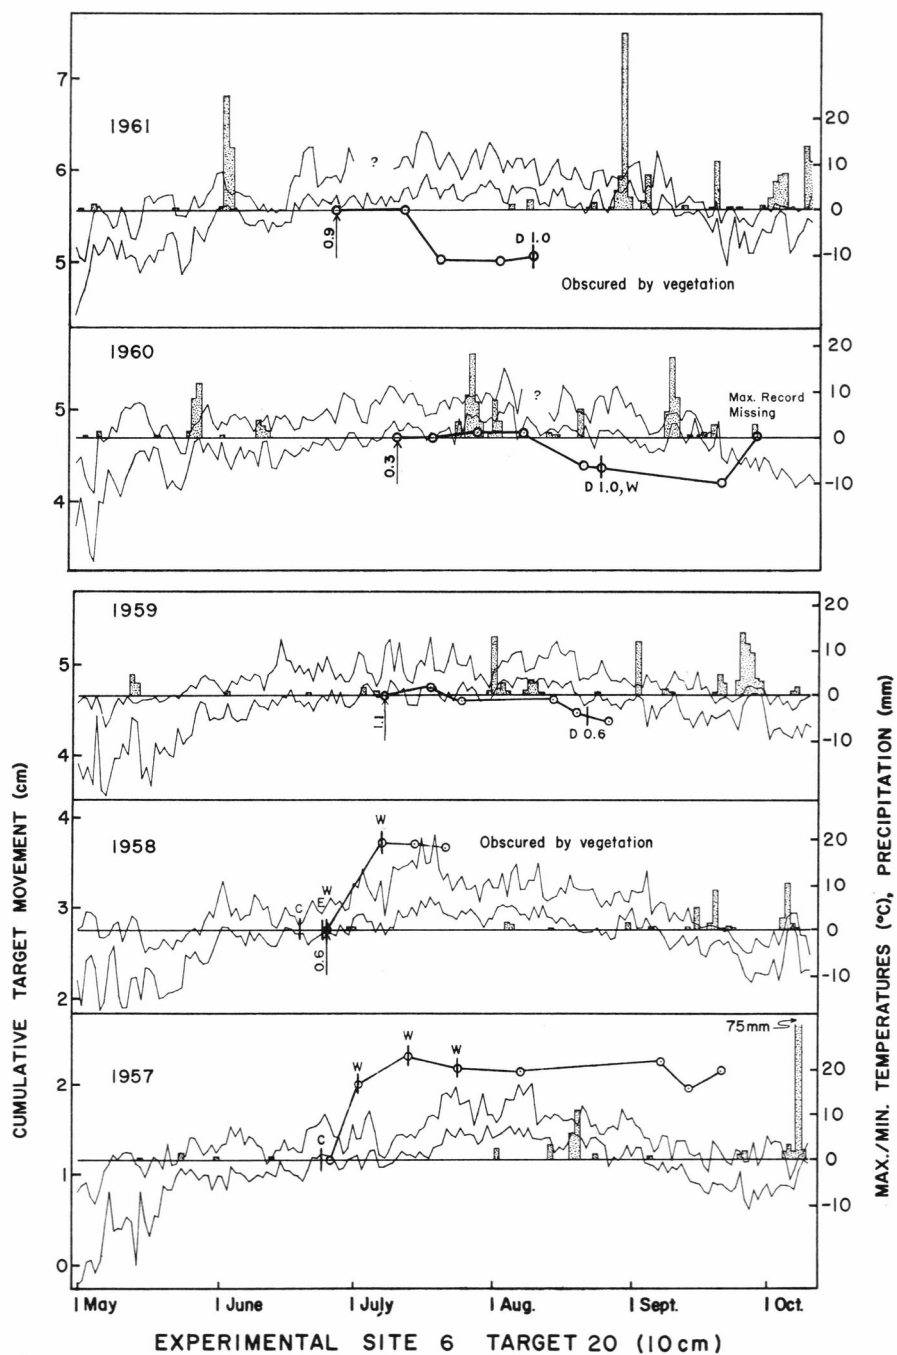 7
1961
20
6
?
10
0
0.9
D 1.0
5
-10
Obscured by vegetation
1960
20
5
?
10
Max. Record
Missing
0
0.3
D 1.0, W
4
-10
1959
20
5
10
0
1.1
D 0.6
4
-10
4
1958
W
Obscured by vegetation
20
3
C
E
W
10
0
0.6
2
-10
75mm
1957
W
W
W
20
2
10
C
0
1
-10
0
1 May
1 June
1 July
1 Aug.
1 Sept.
1 Oct.
CUMULATIVE TARGET MOVEMENT (cm)
MAX./MIN. TEMPERATURES (°C), PRECIPITATION (mm)
EXPERIMENTAL SITE 6 TARGET 20 (10cm)